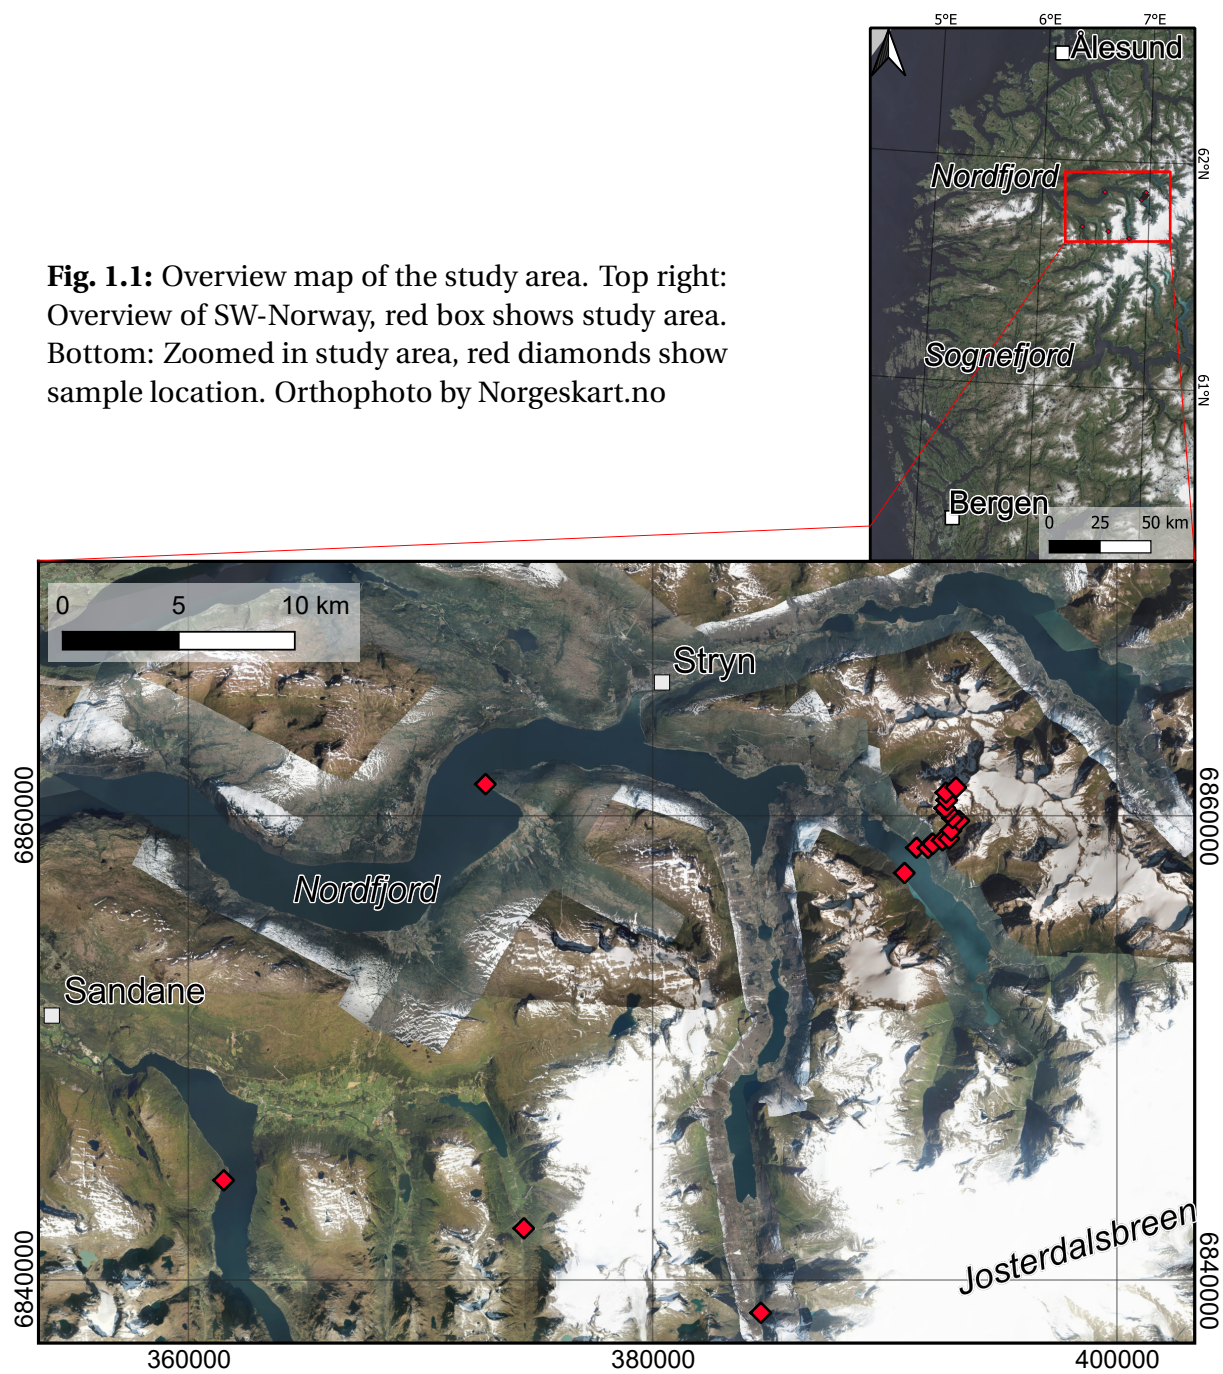 5°E 6°E 7°E
Ålesund
62°N
Nordfjord
Fig. 1.1: Overview map of the study area. Top right:
Overview of SW-Norway, red box shows study area.
Bottom: Zoomed in study area, red diamonds show
sample location. Orthophoto by Norgeskart.no
Sognefjord
61°N
Bergen
0 25 50 km
0 5 10 km
Stryn
6860000
6860000
Nordfjord
Sandane
Josterdalsbreen
6840000
6840000
360000 380000 400000